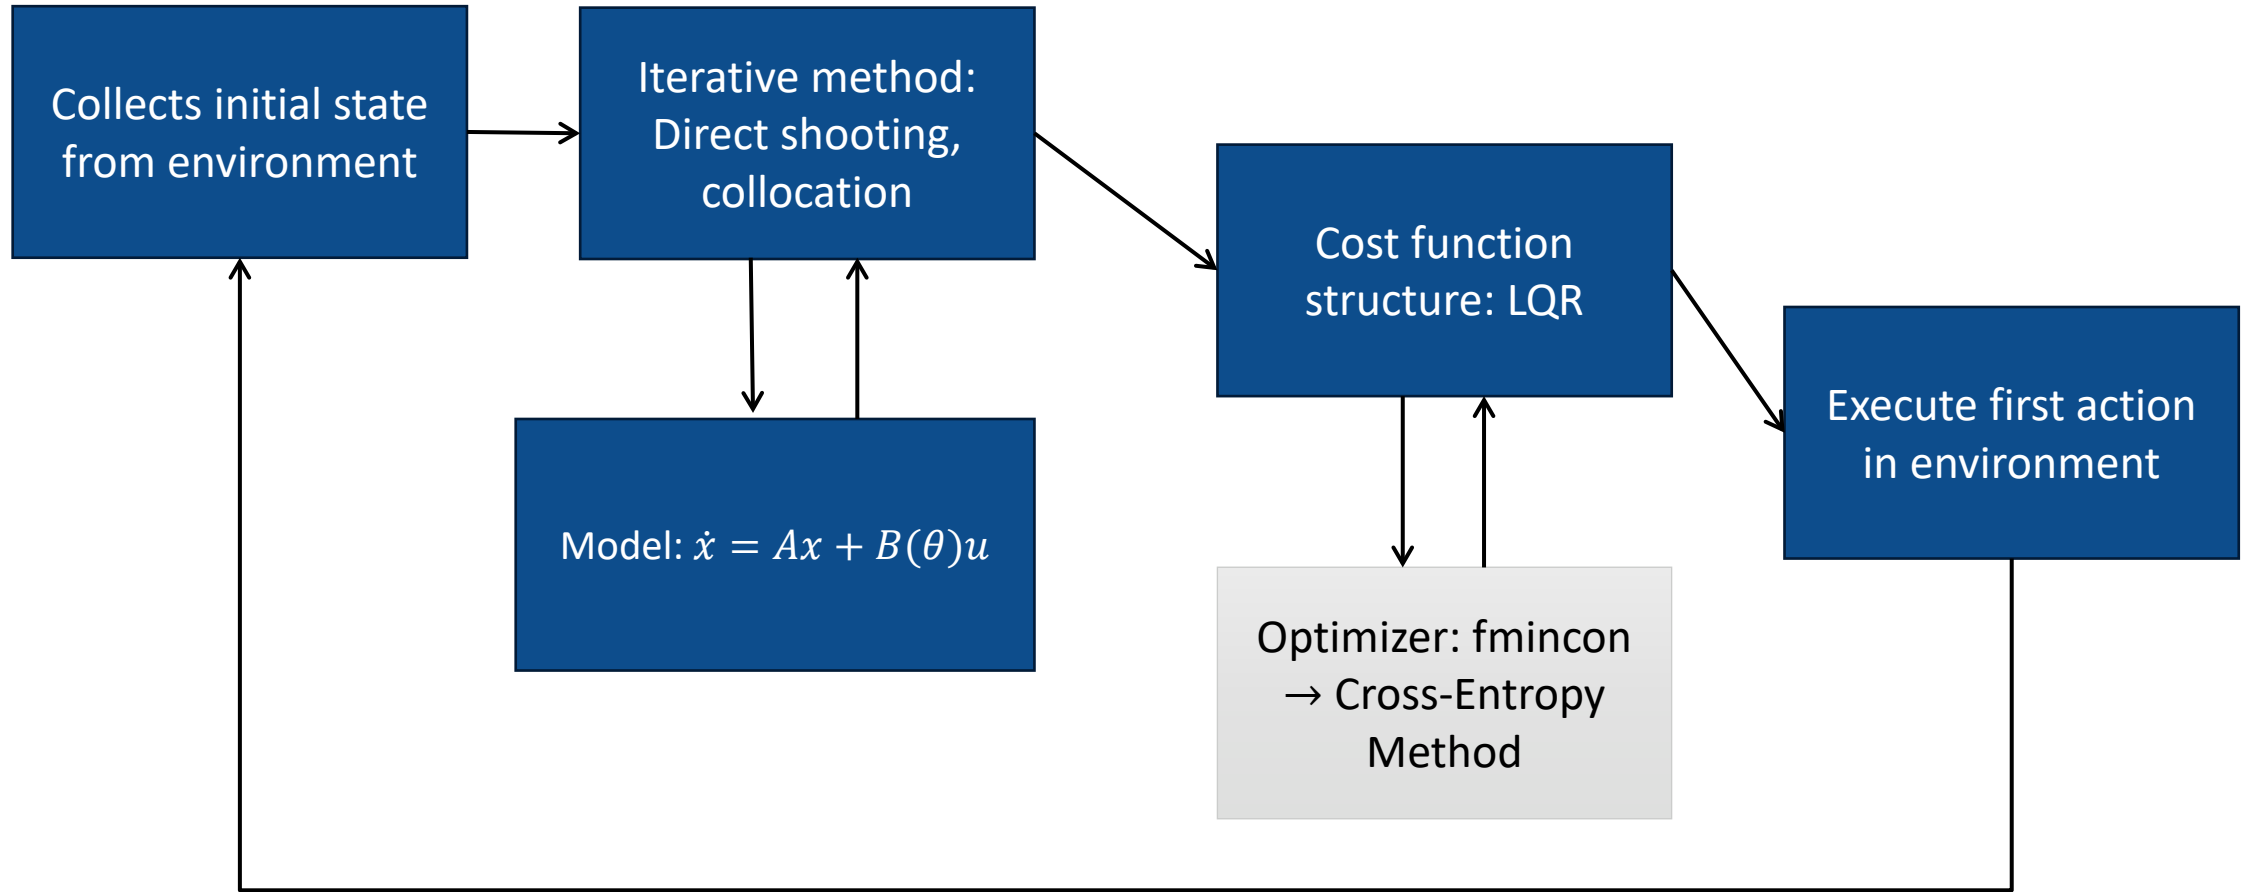 Collects initial state
from environment
Iterative method:
Direct shooting,
collocation
Cost function
structure: LQR
Execute first action
in environment
Model: ẋ = Ax + B(θ)u
Optimizer: fmincon
→ Cross-Entropy
Method